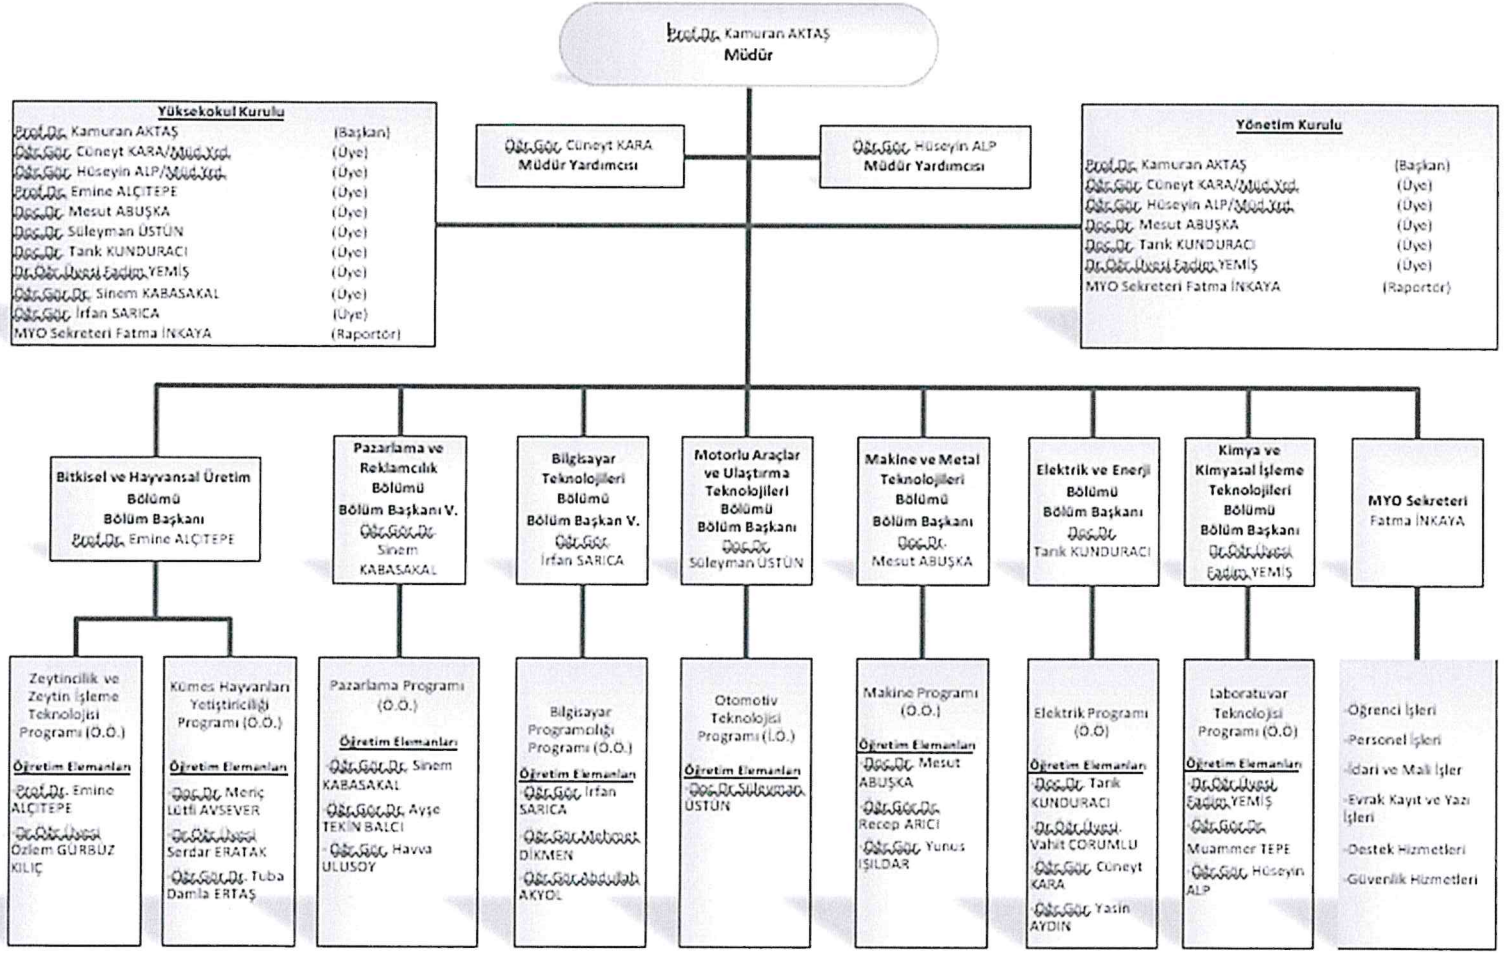 Prof.Dr. Kamuran AKTAŞ
Müdür
Yüksekokul Kurulu
Prof.Dr. Kamuran AKTAŞ (Başkan)
Öğr.Gör. Cüneyt KARA/Müd.Yrd. (Üye)
Öğr.Gör. Hüseyin ALP/Müd.Yrd. (Üye)
Prof.Dr. Emine ALÇITEPE (Üye)
Doç.Dr. Mesut ABUŞKA (Üye)
Doç.Dr. Süleyman ÜSTÜN (Üye)
Doç.Dr. Tarık KUNDURACI (Üye)
Dr.Öğr.Üyesi Fadim YEMİŞ (Üye)
Öğr.Gör.Dr. Sinem KABASAKAL (Üye)
Öğr.Gör. İrfan SARICA (Üye)
MYO Sekreteri Fatma İNKAYA (Raportör)
Öğr.Gör. Cüneyt KARA
Müdür Yardımcısı
Öğr.Gör. Hüseyin ALP
Müdür Yardımcısı
Yönetim Kurulu
Prof.Dr. Kamuran AKTAŞ (Başkan)
Öğr.Gör. Cüneyt KARA/Müd.Yrd. (Üye)
Öğr.Gör. Hüseyin ALP/Müd.Yrd. (Üye)
Doç.Dr. Mesut ABUŞKA (Üye)
Doç.Dr. Tarık KUNDURACI (Üye)
Dr.Öğr.Üyesi Fadim YEMİŞ (Üye)
MYO Sekreteri Fatma İNKAYA (Raportör)
Bitkisel ve Hayvansal Üretim
Bölümü
Bölüm Başkanı
Prof.Dr. Emine ALÇITEPE
Pazarlama ve
Reklamcılık
Bölümü
Bölüm Başkanı V.
Öğr.Gör.Dr.
Sinem
KABASAKAL
Bilgisayar
Teknolojileri
Bölümü
Bölüm Başkan V.
Öğr.Gör.
İrfan SARICA
Motorlu Araçlar
ve Ulaştırma
Teknolojileri
Bölümü
Bölüm Başkanı
Doç.Dr.
Süleyman ÜSTÜN
Makine ve Metal
Teknolojileri
Bölümü
Bölüm Başkanı
Doç.Dr.
Mesut ABUŞKA
Elektrik ve Enerji
Bölümü
Bölüm Başkanı
Doç.Dr.
Tarık KUNDURACI
Kimya ve
Kimyasal İşleme
Teknolojileri
Bölümü
Bölüm Başkanı
Dr.Öğr.Üyesi
Fadim YEMİŞ
MYO Sekreteri
Fatma İNKAYA
Zeytincilik ve
Zeytin İşleme
Teknolojisi
Programı (Ö.Ö.)
Öğretim Elemanları
-Prof.Dr. Emine
ALÇITEPE
-Dr.Öğr.Üyesi
Özlem GÜRBÜZ
KILIÇ
Kümes Hayvanları
Yetiştiriciliği
Programı (Ö.Ö.)
Öğretim Elemanları
-Doç.Dr. Meriç
Lütfi AVSEVER
-Dr.Öğr.Üyesi
Serdar ERATAK
-Öğr.Gör.Dr. Tuba
Damla ERTAŞ
Pazarlama Programı
(Ö.Ö.)
Öğretim Elemanları
-Öğr.Gör.Dr. Sinem
KABASAKAL
-Öğr.Gör.Dr. Ayşe
TEKİN BALCI
-Öğr.Gör. Havva
ULUSOY
Bilgisayar
Programcılığı
Programı (Ö.Ö.)
Öğretim Elemanları
-Öğr.Gör. İrfan
SARICA
-Öğr.Gör.Mehmet
DİKMEN
-Öğr.Gör.Abdullah
AKYOL
Otomotiv
Teknolojisi
Programı (İ.Ö.)
Öğretim Elemanları
-Doç.Dr.Süleyman
ÜSTÜN
Makine Programı
(Ö.Ö.)
Öğretim Elemanları
-Doç.Dr. Mesut
ABUŞKA
-Öğr.Gör.Dr.
Recep ARICI
-Öğr.Gör. Yunus
IŞILDAR
Elektrik Programı
(Ö.Ö)
Öğretim Elemanları
-Doç.Dr. Tarık
KUNDURACI
-Dr.Öğr.Üyesi.
Vahit ÇORUMLU
-Öğr.Gör. Cüneyt
KARA
-Öğr.Gör. Yasin
AYDIN
Laboratuvar
Teknolojisi
Programı (Ö.Ö)
Öğretim Elemanları
-Dr.Öğr.Üyesi
Fadim YEMİŞ
-Öğr.Gör.Dr.
Muammer TEPE
-Öğr.Gör. Hüseyin
ALP
-Öğrenci İşleri
-Personel İşleri
-İdari ve Mali İşler
-Evrak Kayıt ve Yazı
İşleri
-Destek Hizmetleri
-Güvenlik Hizmetleri